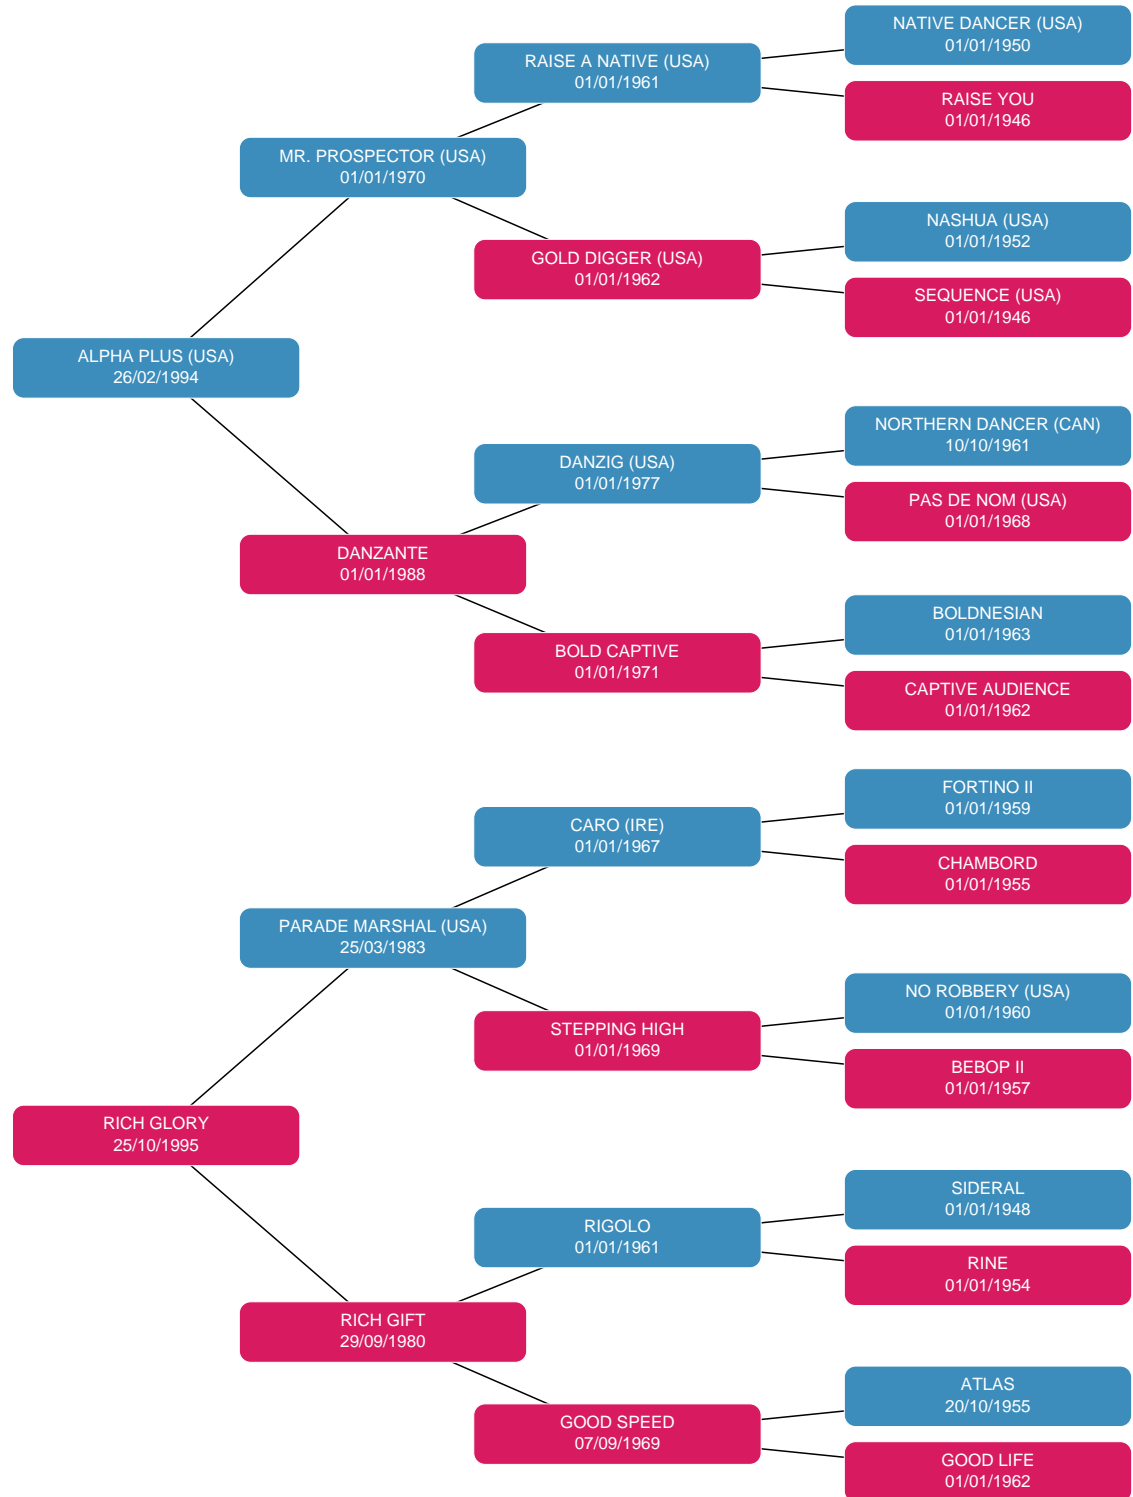 NATIVE DANCER (USA)
01/01/1950
RAISE A NATIVE (USA)
01/01/1961
RAISE YOU
01/01/1946
MR. PROSPECTOR (USA)
01/01/1970
NASHUA (USA)
01/01/1952
GOLD DIGGER (USA)
01/01/1962
SEQUENCE (USA)
01/01/1946
ALPHA PLUS (USA)
26/02/1994
NORTHERN DANCER (CAN)
10/10/1961
DANZIG (USA)
01/01/1977
PAS DE NOM (USA)
01/01/1968
DANZANTE
01/01/1988
BOLDNESIAN
01/01/1963
BOLD CAPTIVE
01/01/1971
CAPTIVE AUDIENCE
01/01/1962
FORTINO II
01/01/1959
CARO (IRE)
01/01/1967
CHAMBORD
01/01/1955
PARADE MARSHAL (USA)
25/03/1983
NO ROBBERY (USA)
01/01/1960
STEPPING HIGH
01/01/1969
BEBOP II
01/01/1957
RICH GLORY
25/10/1995
SIDERAL
01/01/1948
RIGOLO
01/01/1961
RINE
01/01/1954
RICH GIFT
29/09/1980
ATLAS
20/10/1955
GOOD SPEED
07/09/1969
GOOD LIFE
01/01/1962